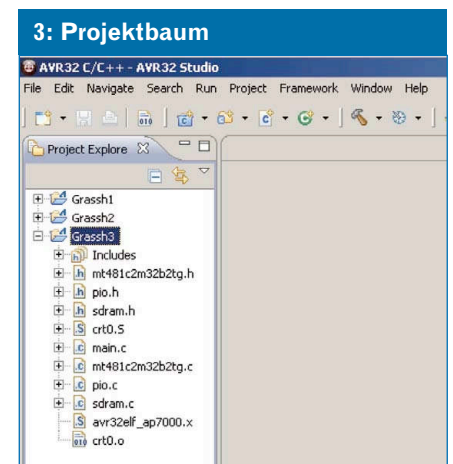 3: Projektbaum
AVR32 C/C++ - AVR32 Studio
File Edit Navigate Search Run Project Framework Window Help
Project Explore
Grassh1
Grassh2
Grassh3
Includes
mt481c2m32b2tg.h
pio.h
sdram.h
crt0.S
main.c
mt481c2m32b2tg.c
pio.c
sdram.c
avr32elf_ap7000.x
crt0.o